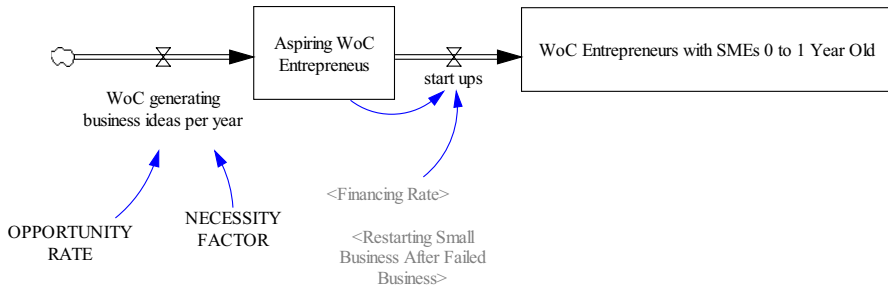 Aspiring WoC
Entrepreneus
WoC Entrepreneurs with SMEs 0 to 1 Year Old
start ups
WoC generating
business ideas per year
<Financing Rate>
OPPORTUNITY
RATE
NECESSITY
FACTOR
<Restarting Small
Business After Failed
Business>